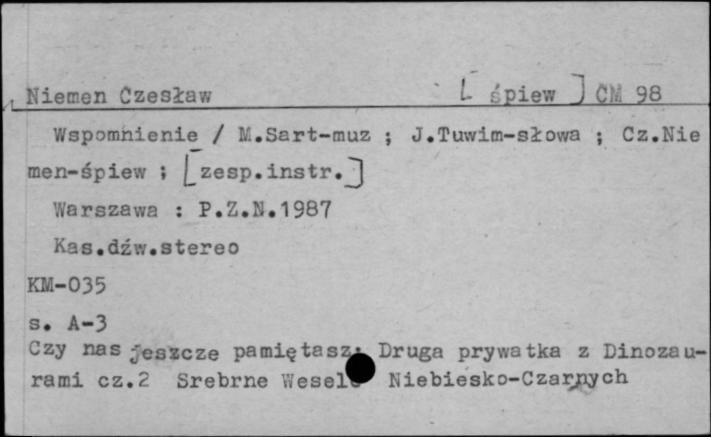 Niemen Czesław [ śpiew ] CM 98
Wspomnienie / M.Sart-muz ; J.Tuwim-słowa ; Cz.Nie
men-śpiew ; [zesp.instr.]
Warszawa : P.Z.N.1987
Kas.dźw.stereo
KM-035
s. A-3
Czy nas jeszcze pamiętasz: Druga prywatka z Dinozau-
rami cz.2 Srebrne Wesele Niebiesko-Czarnych